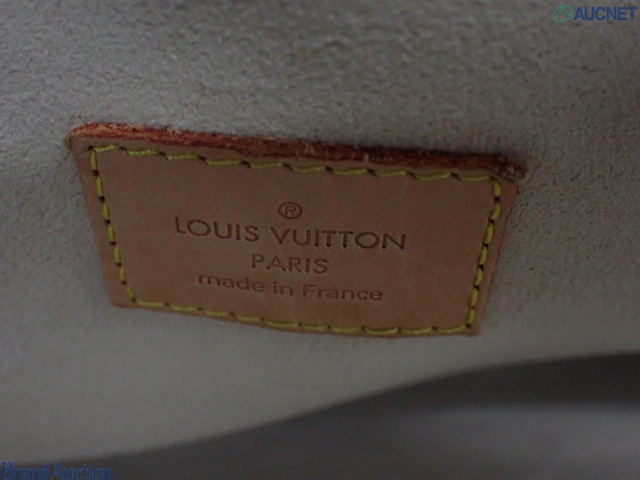 AUCNET
®
LOUIS VUITTON
PARIS
made in France
Brand Auction